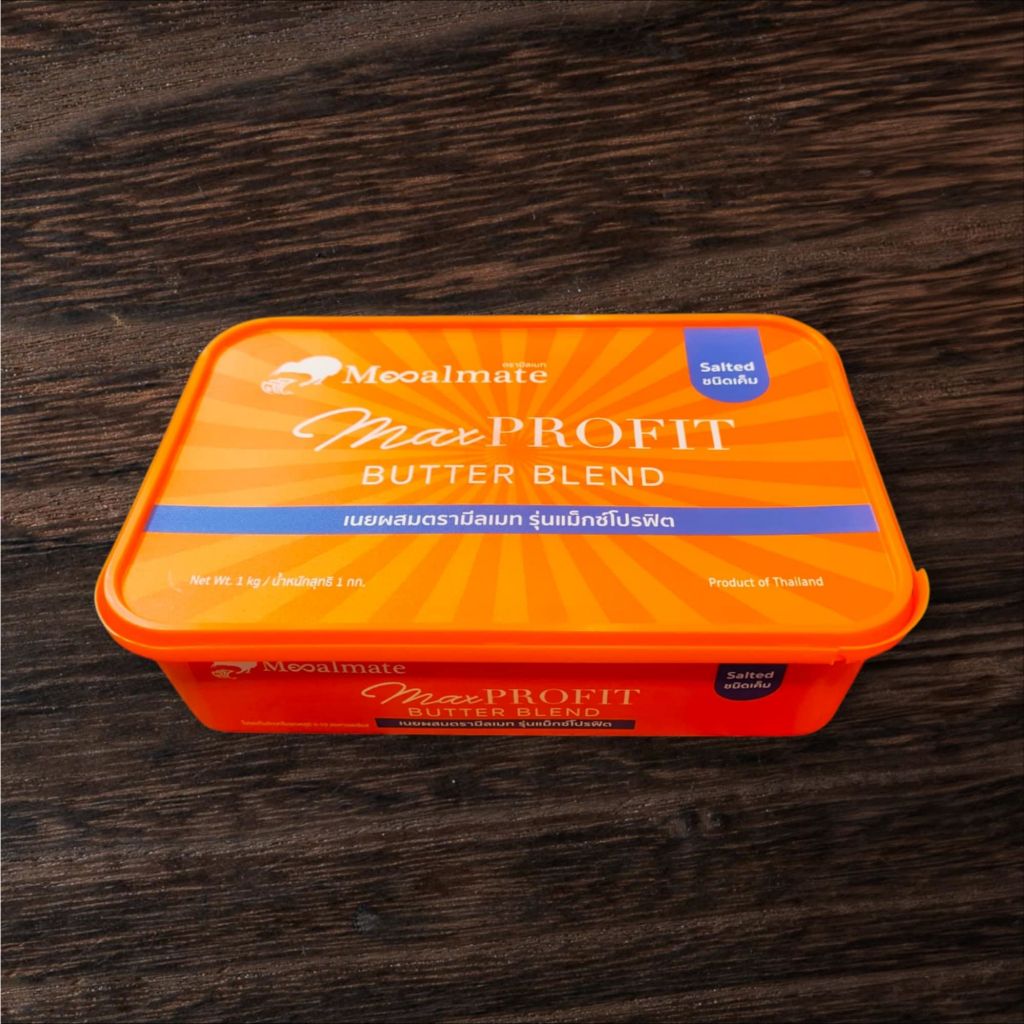 ตรามีลเมท
Mooalmate
Salted
ชนิดเค็ม
max PROFIT
BUTTER BLEND
เนยผสมตรามีลเมท รุ่นแม็กซ์โปรฟิต
Net Wt. 1 kg / น้ำหนักสุทธิ 1 กก.
Product of Thailand
Mooalmate
Salted
ชนิดเค็ม
max PROFIT
BUTTER BLEND
เนยผสมตรามีลเมท รุ่นแม็กซ์โปรฟิต